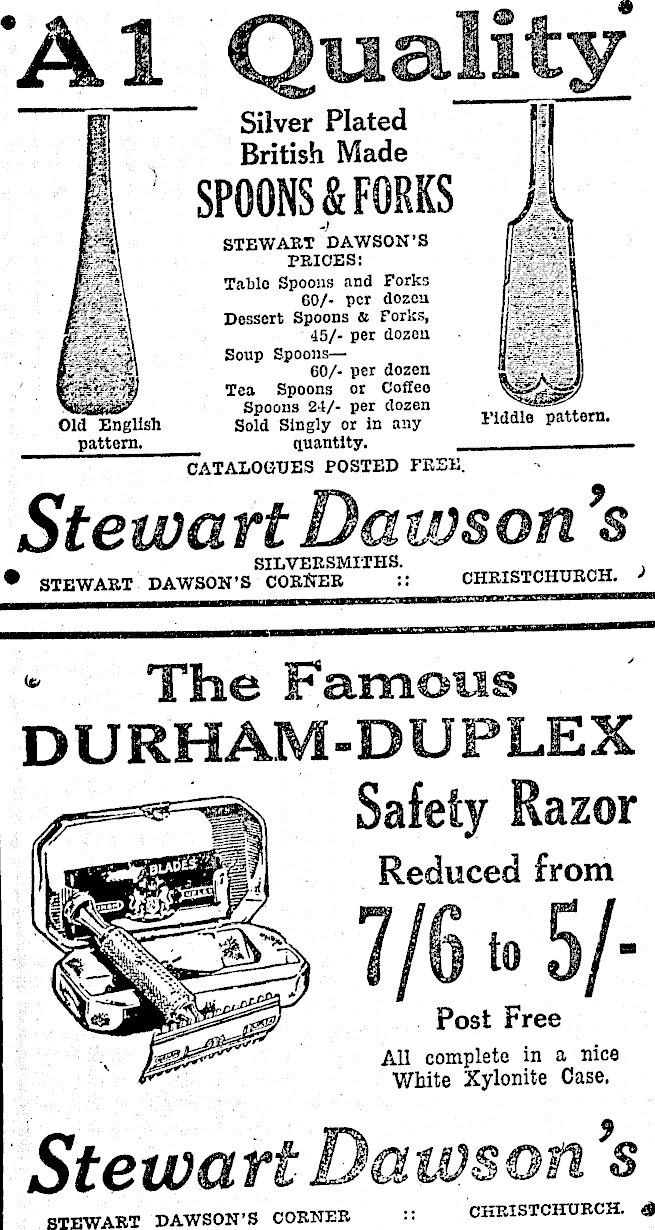 A1 Quality
Silver Plated
British Made
SPOONS & FORKS
STEWART DAWSON'S
PRICES:
Table Spoons and Forks
60/- per dozen
Dessert Spoons & Forks,
45/- per dozen
Soup Spoons—
60/- per dozen
Tea Spoons or Coffee
Spoons 24/- per dozen
Sold Singly or in any
quantity.
Old English
pattern.
Fiddle pattern.
CATALOGUES POSTED FREE.
Stewart Dawson's
SILVERSMITHS.
STEWART DAWSON'S CORNER :: CHRISTCHURCH.
The Famous
DURHAM-DUPLEX
Safety Razor
Reduced from
7/6 to 5/-
Post Free
All complete in a nice
White Xylonite Case.
BLADES
Stewart Dawson's
STEWART DAWSON'S CORNER :: CHRISTCHURCH.